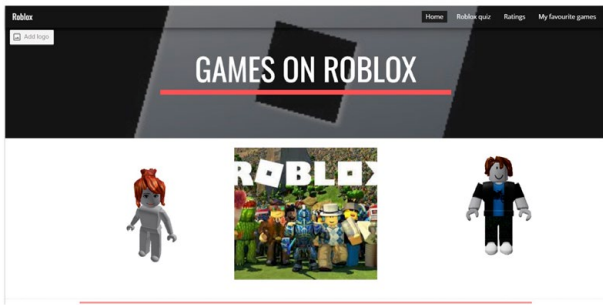 Roblox
Home Roblox quiz Ratings My favourite games
Add logo
GAMES ON ROBLOX
ROBLOX